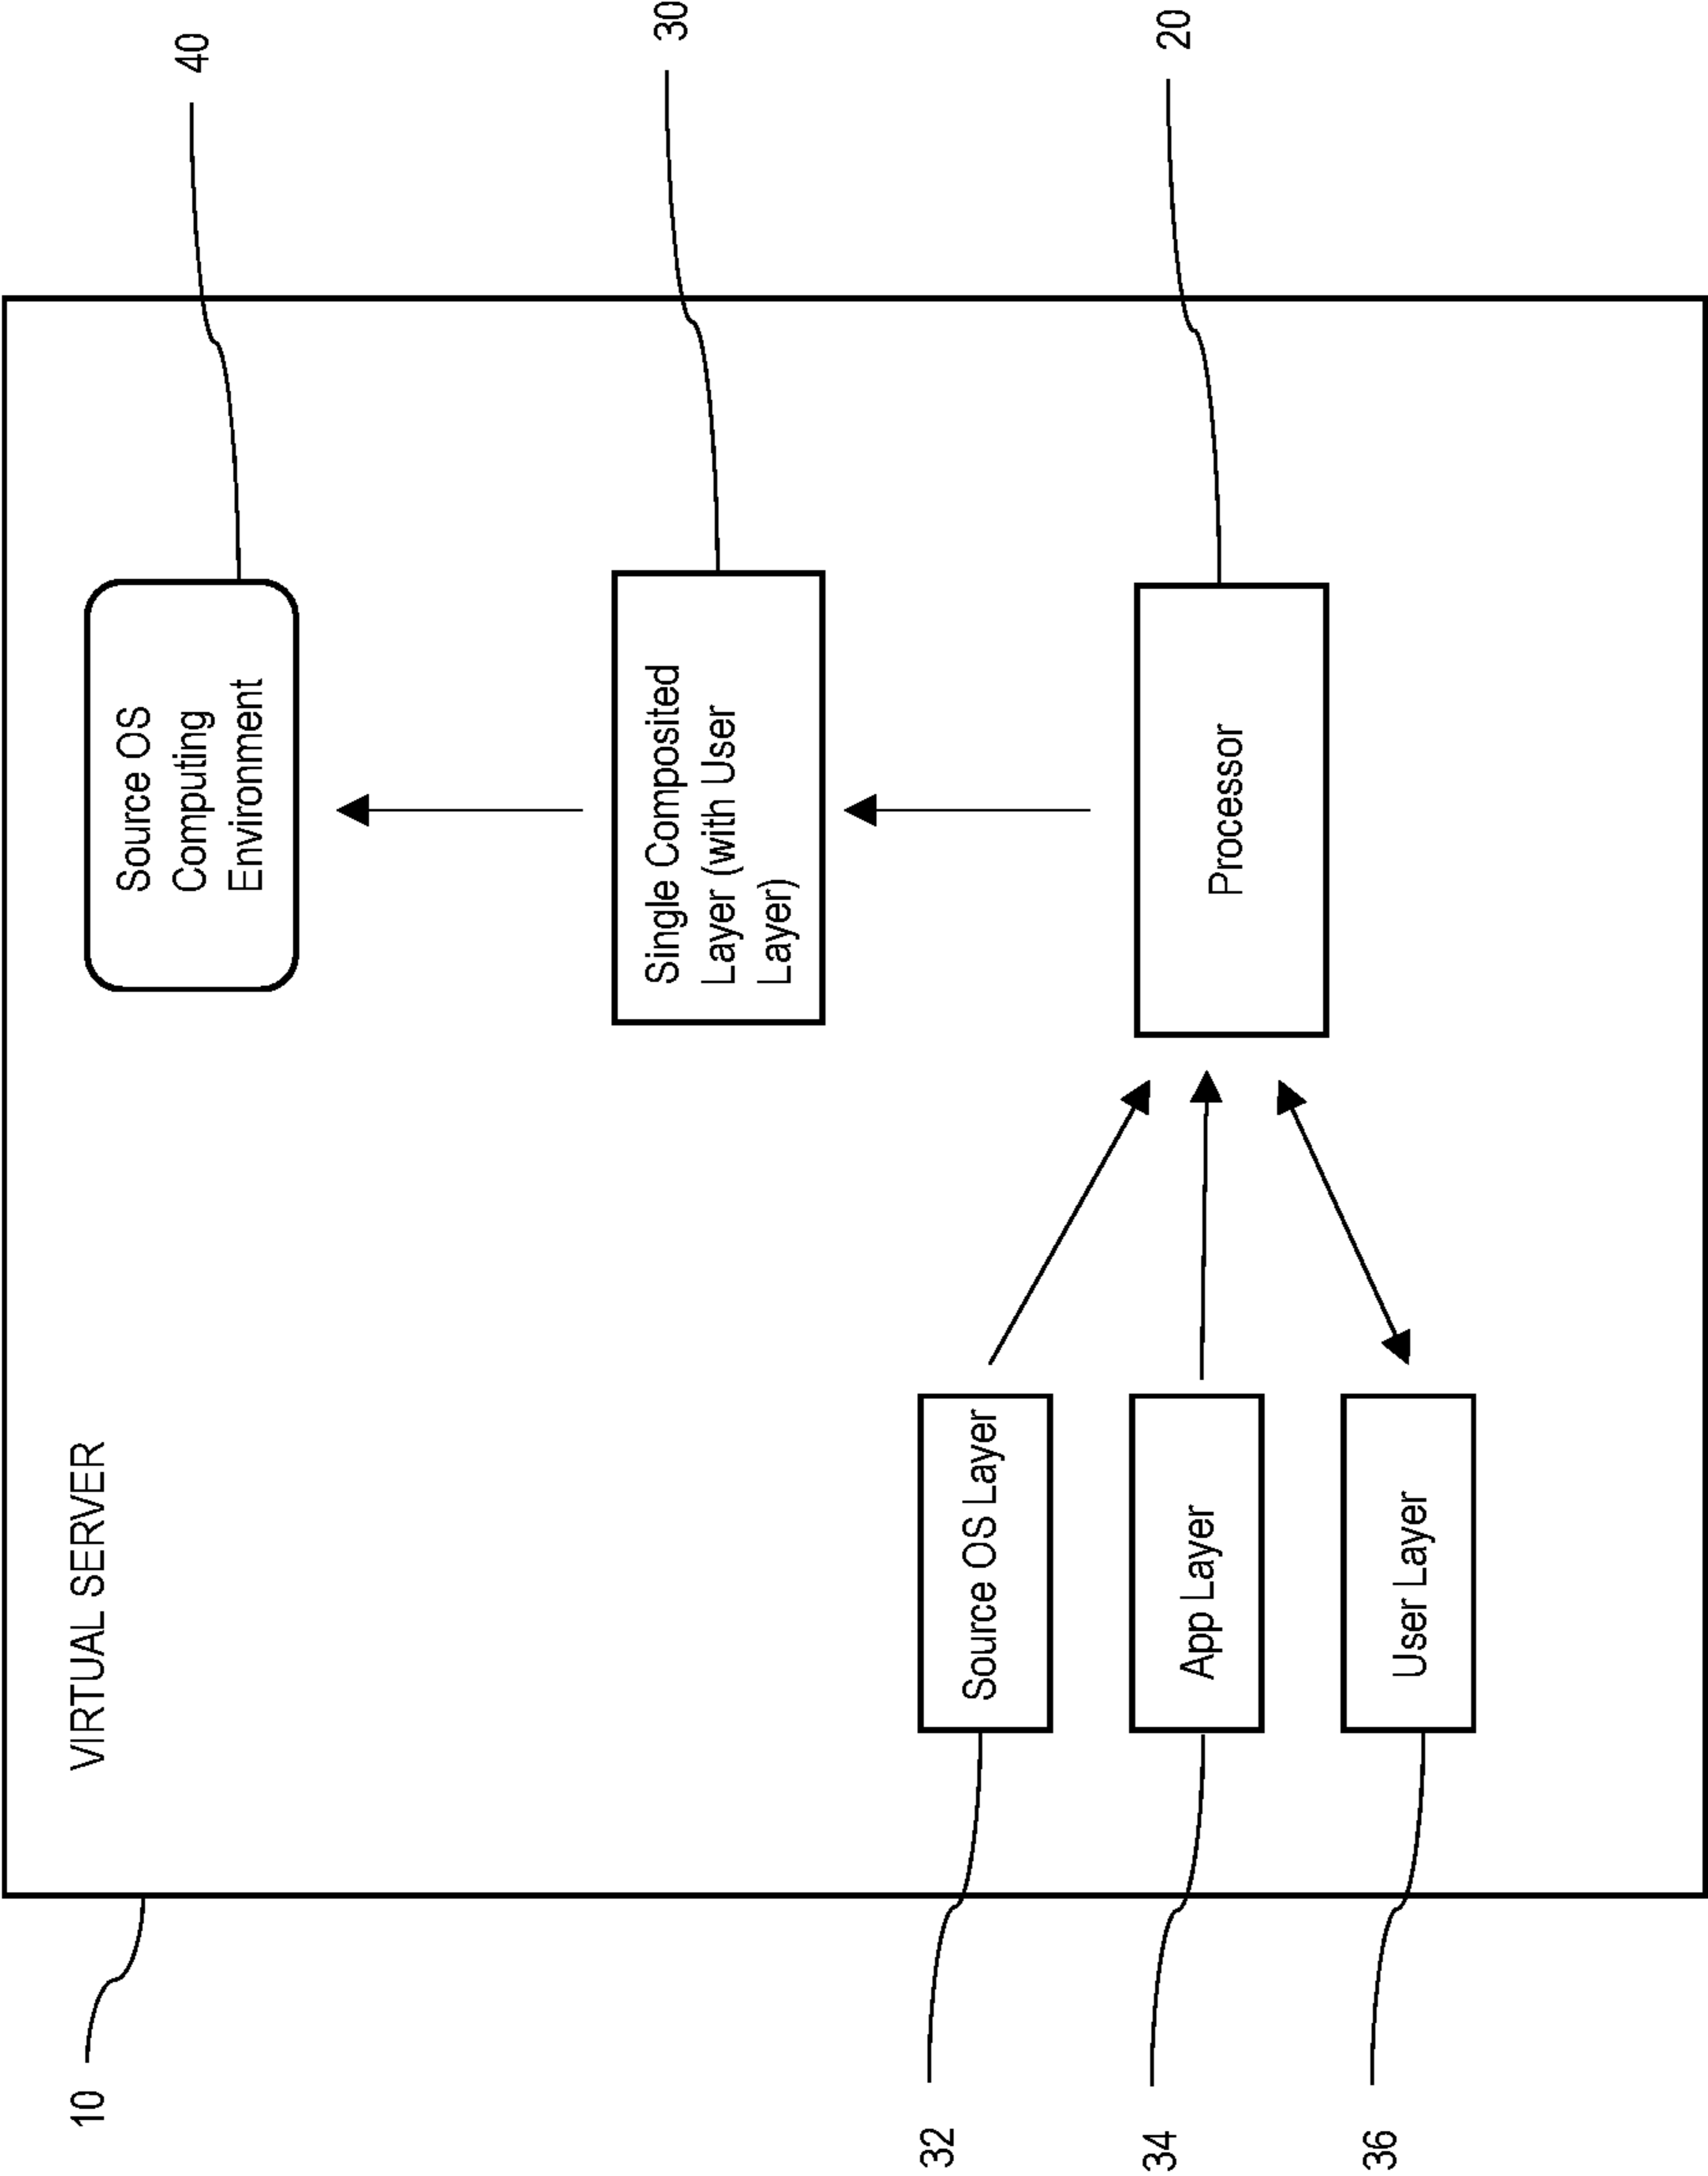 VIRTUAL SERVER
10
Source OS
Computing
Environment
40
Single Composited
Layer (with User
Layer)
30
Source OS Layer
32
App Layer
34
User Layer
36
Processor
20